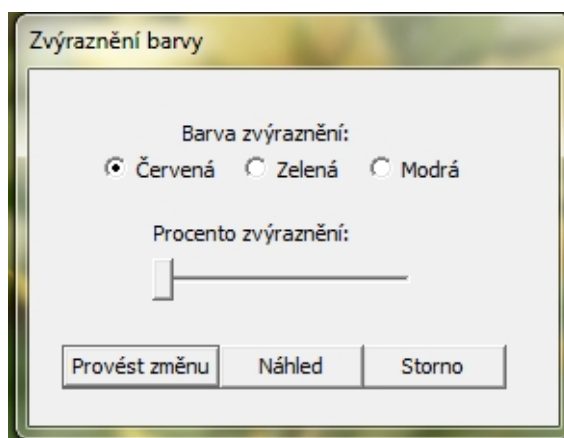 Zvýraznění barvy
Barva zvýraznění:
Červená Zelená Modrá
Procento zvýraznění:
Provést změnu Náhled Storno